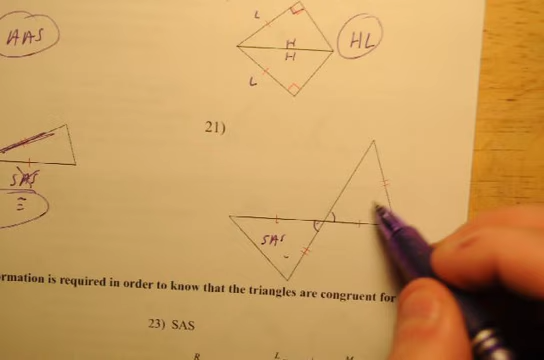 AAS
L
H
H
L
HL
21)
SAS
SAS
ormation is required in order to know that the triangles are congruent for
23) SAS
R
L